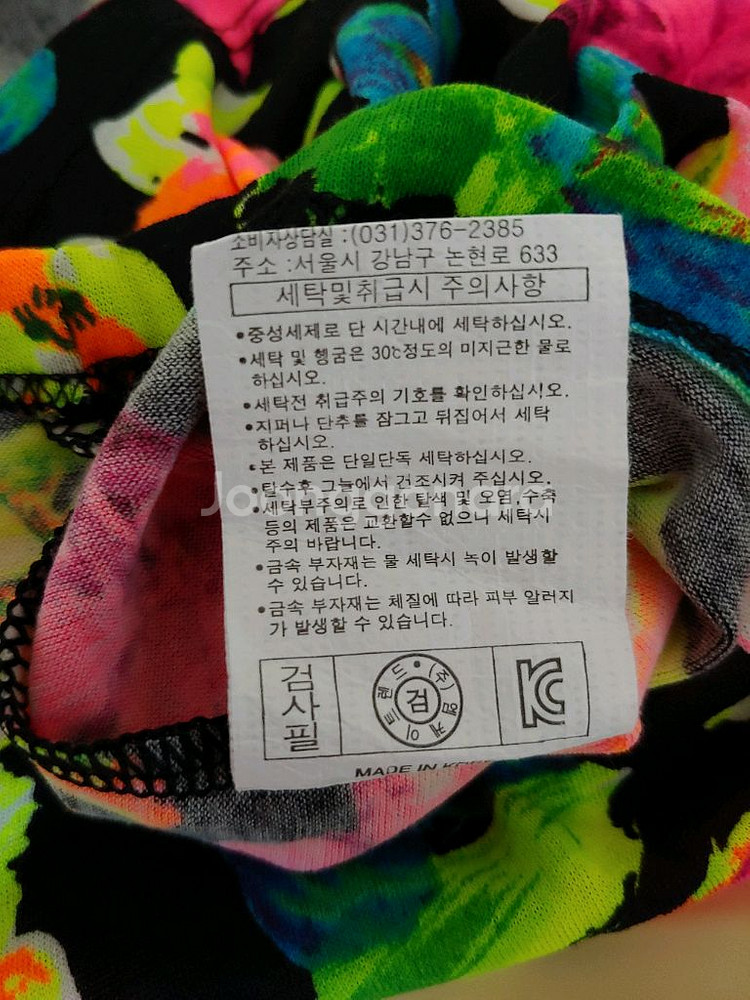 소비자상담실 :(031)376-2385
주소 :서울시 강남구 논현로 633
세탁및취급시 주의사항
•중성세제로 단 시간내에 세탁하십시오.
•세탁 및 헹굼은 30℃정도의 미지근한 물로
하십시오.
•세탁전 취급주의 기호를 확인하십시오.
•지퍼나 단추를 잠그고 뒤집어서 세탁
하십시오.
•본 제품은 단일단독 세탁하십시오.
•탈수후 그늘에서 건조시켜 주십시오.
•세탁부주의로 인한 탈색 및 오염,수축
등의 제품은 교환할수 없으니 세탁시
주의 바랍니다.
•금속 부자재는 물 세탁시 녹이 발생할
수 있습니다.
•금속 부자재는 체질에 따라 피부 알러지
가 발생할 수 있습니다.
검사필
(주)엠케이트렌드
검
KC
MADE IN